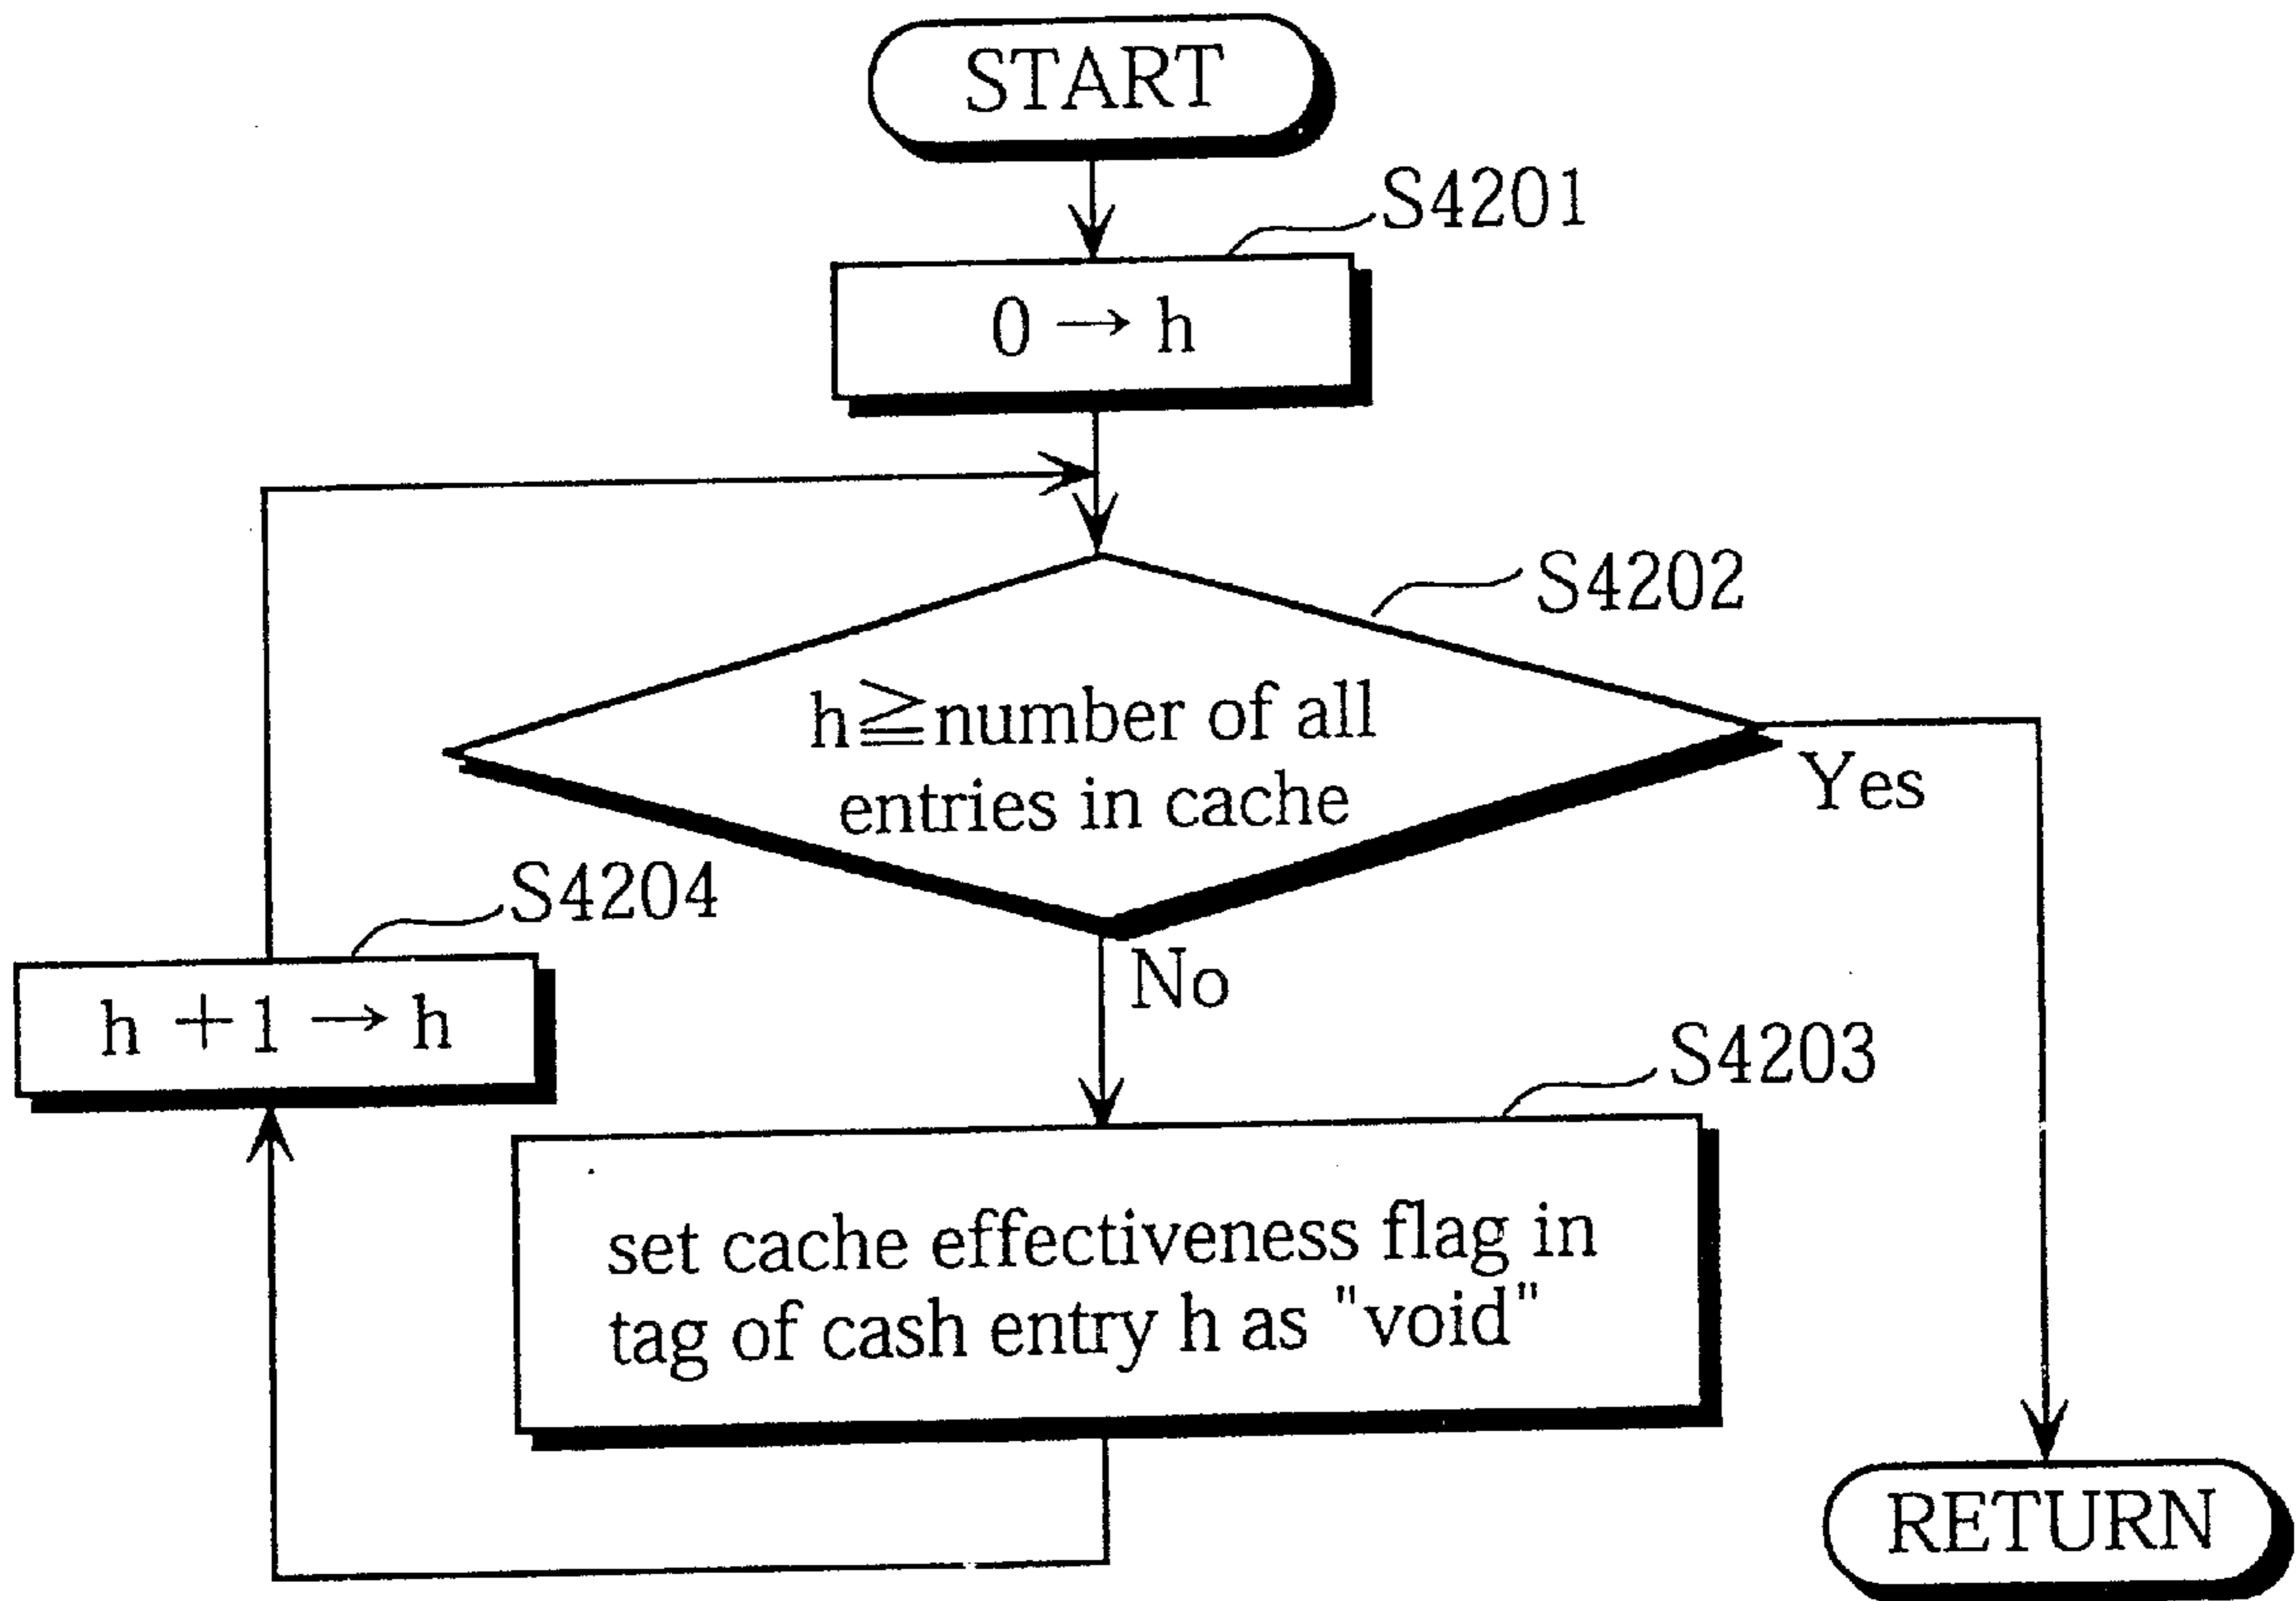 START
S4201
0 → h
S4202
h≧number of all
entries in cache
Yes
S4204
No
h +1 → h
S4203
set cache effectiveness flag in
tag of cash entry h as "void"
RETURN